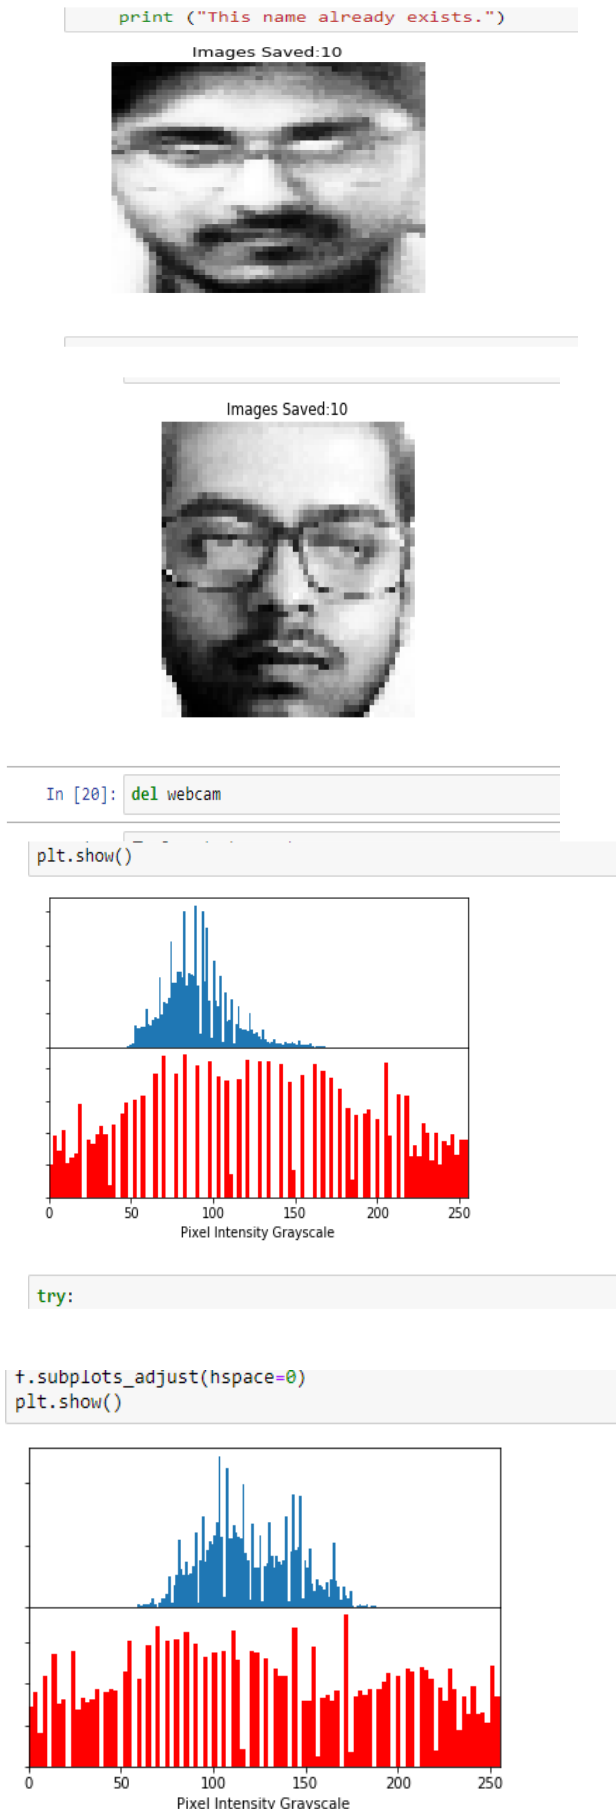 print ("This name already exists.")
Images Saved:10
Images Saved:10
In [20]: del webcam
plt.show()
0 50 100 150 200 250
Pixel Intensity Grayscale
try:
f.subplots_adjust(hspace=0)
plt.show()
0 50 100 150 200 250
Pixel Intensity Grayscale